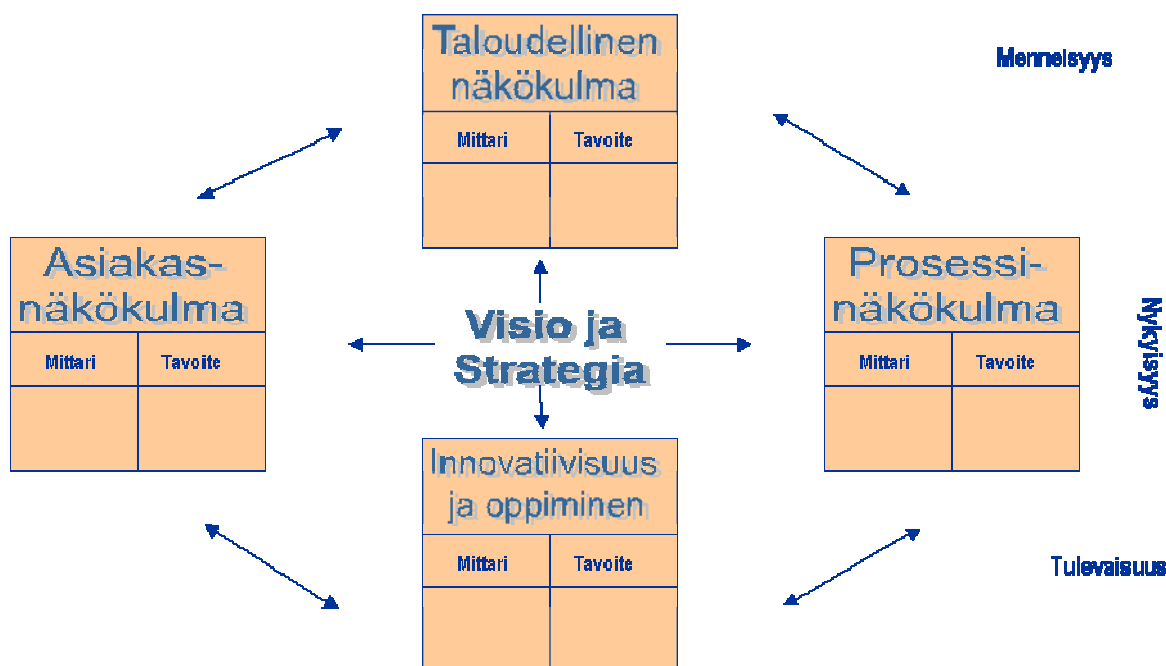 Taloudellinen
näkökulma
Mittari
Tavoite
Menneisyys
Asiakas-
näkökulma
Mittari
Tavoite
Visio ja
Strategia
Prosessi-
näkökulma
Mittari
Tavoite
Nykyisyys
Innovatiivisuus
ja oppiminen
Mittari
Tavoite
Tulevaisuus